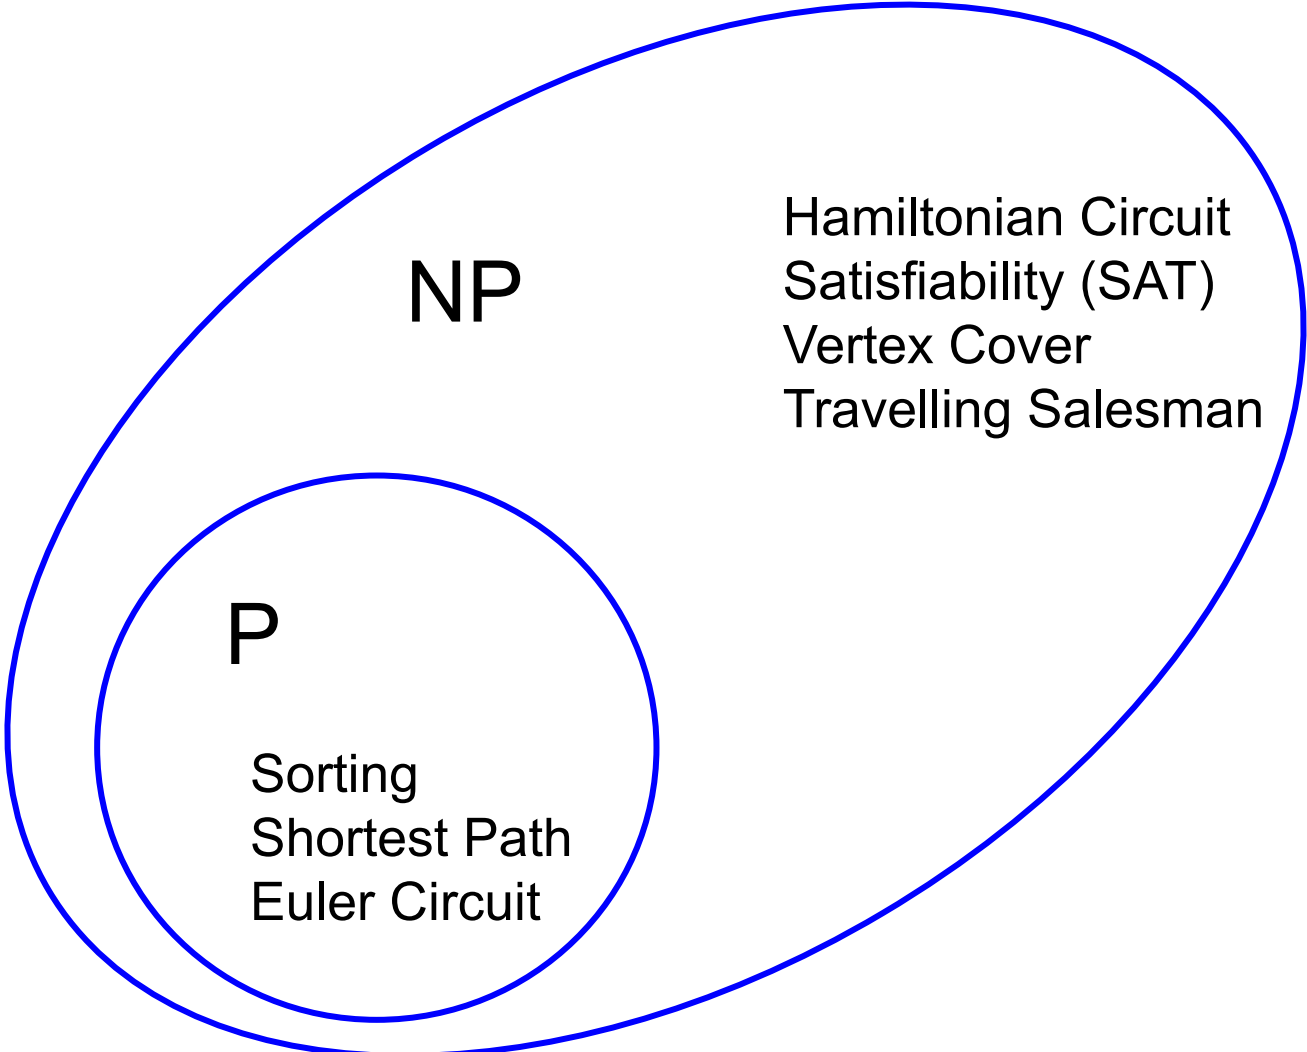 NP
Hamiltonian Circuit
Satisfiability (SAT)
Vertex Cover
Travelling Salesman
P
Sorting
Shortest Path
Euler Circuit